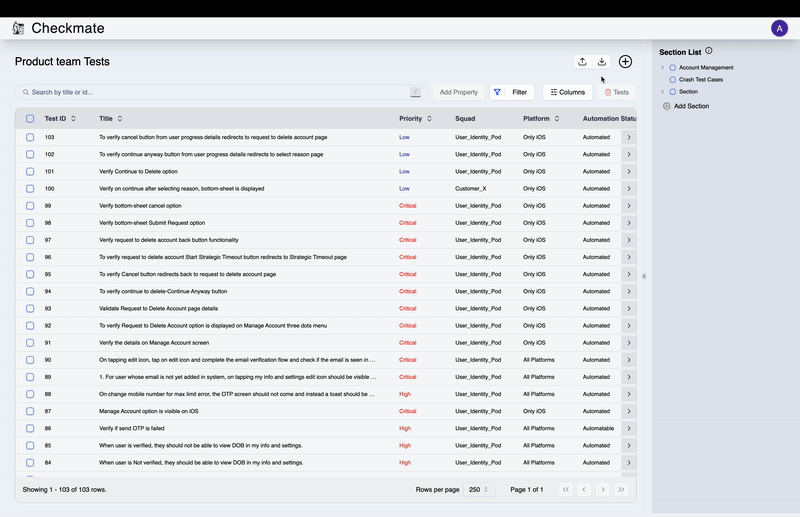 Checkmate
A
Product team Tests
Search by title or id...
/
Add Property
Filter
Columns
Tests
Test ID Title Priority Squad Platform Automation Statu
103 To verify cancel button from user progress details redirects to request to delete account page Low User_Identity_Pod Only iOS Automated
102 To verify continue anyway button from user progress details redirects to select reason page Low User_Identity_Pod Only iOS Automated
101 Verify Continue to Delete option Low User_Identity_Pod Only iOS Automated
100 Verify on continue after selecting reason, bottom-sheet is displayed Low Customer_X Only iOS Automated
99 Verify bottom-sheet cancel option Critical User_Identity_Pod Only iOS Automated
98 Verify bottom-sheet Submit Request option Critical User_Identity_Pod Only iOS Automated
97 Verify request to delete account back button functionality Critical User_Identity_Pod Only iOS Automated
96 To verify request to delete account Start Strategic Timeout button redirects to Strategic Timeout page Critical User_Identity_Pod Only iOS Automated
95 To verify Cancel button redirects back to request to delete account page Critical User_Identity_Pod Only iOS Automated
94 To verify continue to delete-Continue Anyway button Critical User_Identity_Pod Only iOS Automated
93 Validate Request to Delete Account page details Critical User_Identity_Pod Only iOS Automated
92 To verify Request to Delete Account option is displayed on Manage Account three dots menu Critical User_Identity_Pod Only iOS Automated
91 Verify the details on Manage Account screen Critical User_Identity_Pod Only iOS Automated
90 On tapping edit icon, tap on edit icon and complete the email verification flow and check if the email is seen in ... Critical User_Identity_Pod All Platforms Automated
89 1. For user whose email is not yet added in system, on tapping my info and settings edit icon should be visible ... Critical User_Identity_Pod All Platforms Automated
88 On change mobile number for max limit error, the OTP screen should not come and instead a toast should be ... High User_Identity_Pod All Platforms Automated
87 Manage Account option is visible on iOS Critical User_Identity_Pod Only iOS Automated
86 Verify if send OTP is failed High User_Identity_Pod All Platforms Automatable
85 When user is verified, they should not be able to view DOB in my info and settings. High User_Identity_Pod All Platforms Automated
84 When user is Not verified, they should be able to view DOB in my info and settings. High User_Identity_Pod All Platforms Automated
Showing 1 - 103 of 103 rows.
Rows per page 250
Page 1 of 1
Section List
Account Management
Crash Test Cases
Section
Add Section